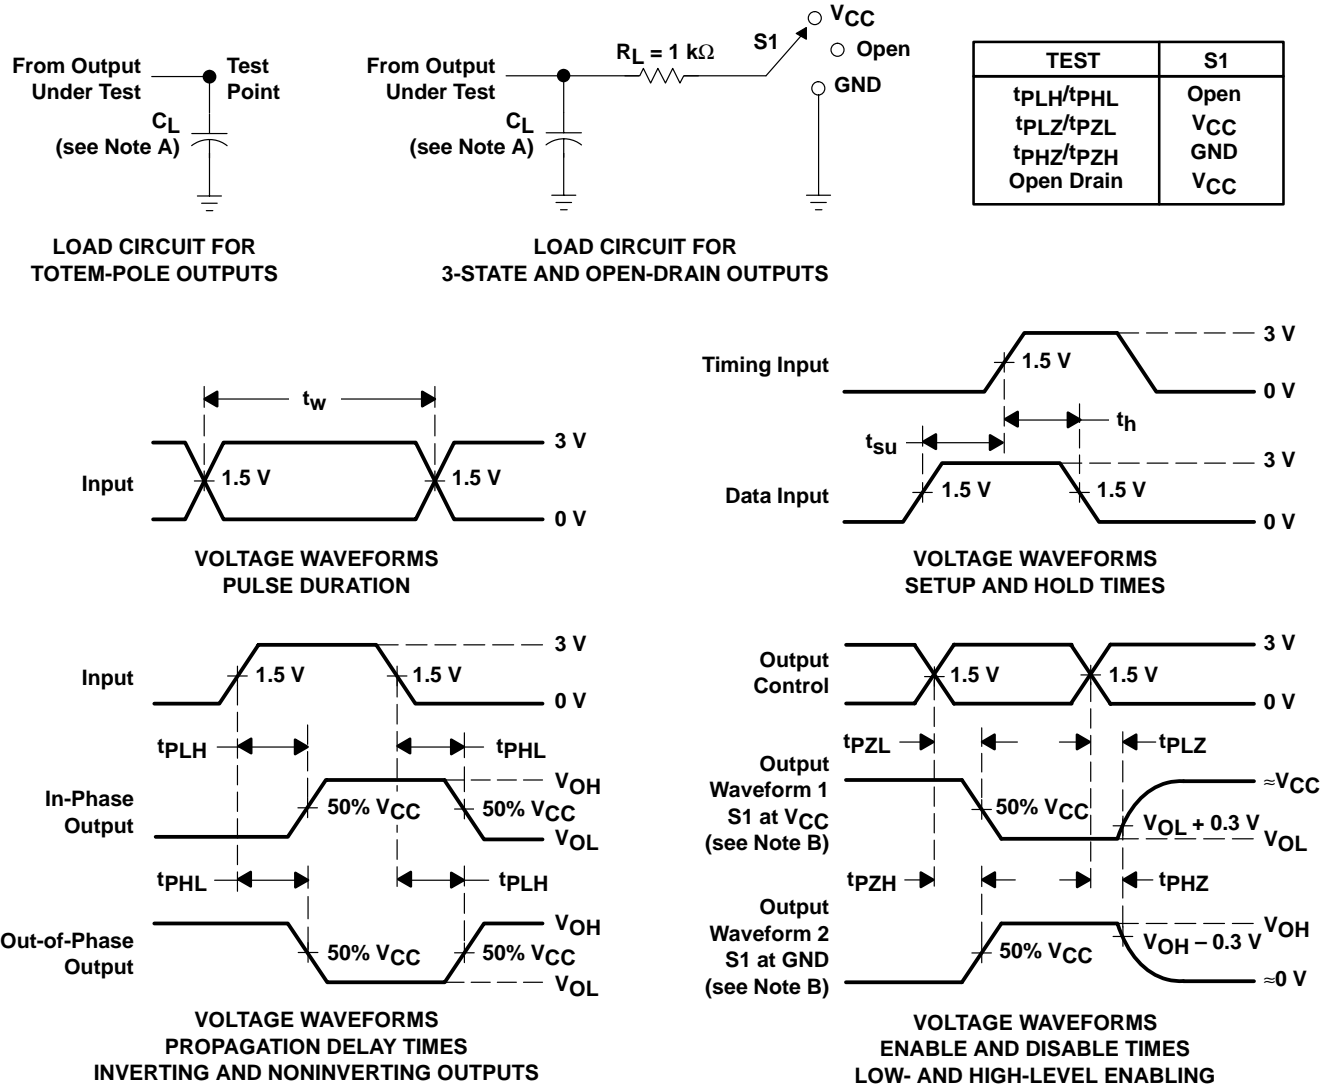 From Output
Under Test
Test
Point
CL
(see Note A)
LOAD CIRCUIT FOR
TOTEM-POLE OUTPUTS
From Output
Under Test
RL = 1 kΩ
S1
VCC
Open
GND
CL
(see Note A)
LOAD CIRCUIT FOR
3-STATE AND OPEN-DRAIN OUTPUTS
TEST S1
tPLH/tPHL Open
tPLZ/tPZL VCC
tPHZ/tPZH GND
Open Drain VCC
tw
Input
1.5 V
1.5 V
3 V
0 V
VOLTAGE WAVEFORMS
PULSE DURATION
Timing Input
1.5 V
3 V
0 V
tsu
th
Data Input
1.5 V
1.5 V
3 V
0 V
VOLTAGE WAVEFORMS
SETUP AND HOLD TIMES
Input
1.5 V
1.5 V
3 V
0 V
tPLH
tPHL
In-Phase
Output
50% VCC
50% VCC
VOH
VOL
tPHL
tPLH
Out-of-Phase
Output
50% VCC
50% VCC
VOH
VOL
VOLTAGE WAVEFORMS
PROPAGATION DELAY TIMES
INVERTING AND NONINVERTING OUTPUTS
Output
Control
1.5 V
1.5 V
3 V
0 V
tPZL
tPLZ
Output
Waveform 1
S1 at VCC
(see Note B)
50% VCC
VOL + 0.3 V
≈VCC
VOL
tPZH
tPHZ
Output
Waveform 2
S1 at GND
(see Note B)
50% VCC
VOH − 0.3 V
VOH
≈0 V
VOLTAGE WAVEFORMS
ENABLE AND DISABLE TIMES
LOW- AND HIGH-LEVEL ENABLING